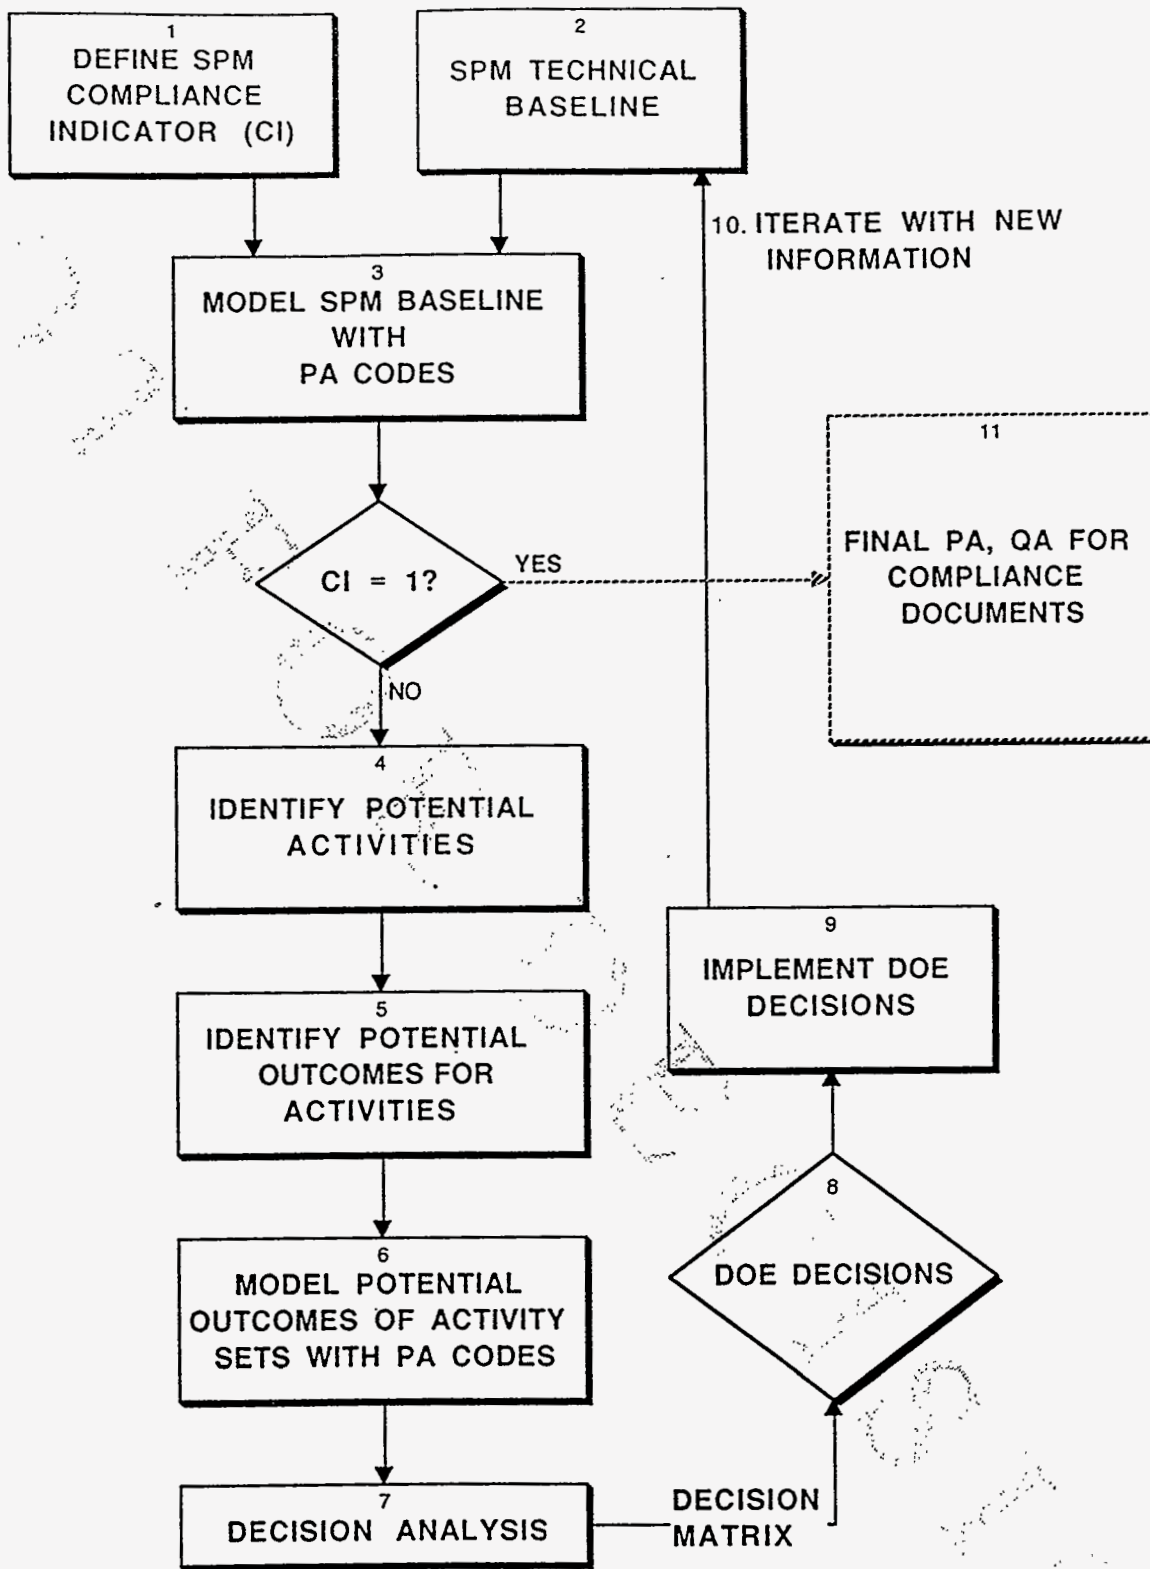 1
DEFINE SPM
COMPLIANCE
INDICATOR (CI)
2
SPM TECHNICAL
BASELINE
10. ITERATE WITH NEW
INFORMATION
3
MODEL SPM BASELINE
WITH
PA CODES
11
FINAL PA, QA FOR
COMPLIANCE
DOCUMENTS
CI = 1?
YES
NO
4
IDENTIFY POTENTIAL
ACTIVITIES
5
IDENTIFY POTENTIAL
OUTCOMES FOR
ACTIVITIES
6
MODEL POTENTIAL
OUTCOMES OF ACTIVITY
SETS WITH PA CODES
7
DECISION ANALYSIS
DECISION
MATRIX
8
DOE DECISIONS
9
IMPLEMENT DOE
DECISIONS